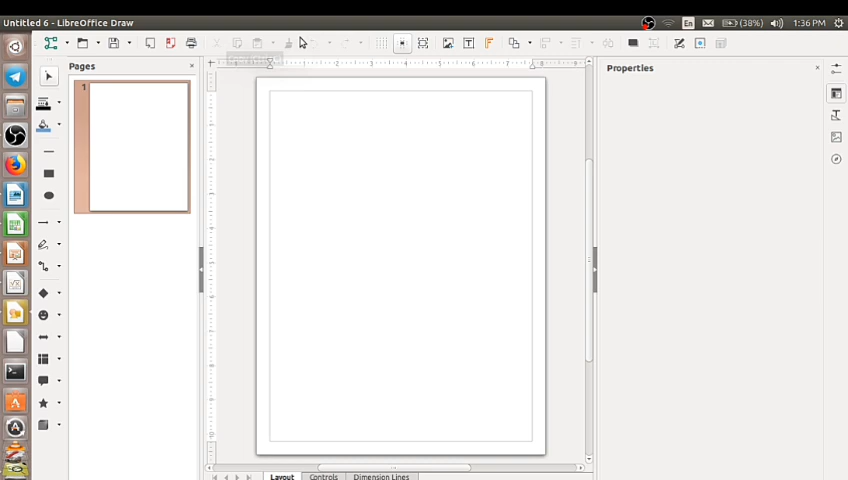 Untitled 6 - LibreOffice Draw
En
(38%)
1:36 PM
Pages
Properties
1
Layout
Controls
Dimension Lines